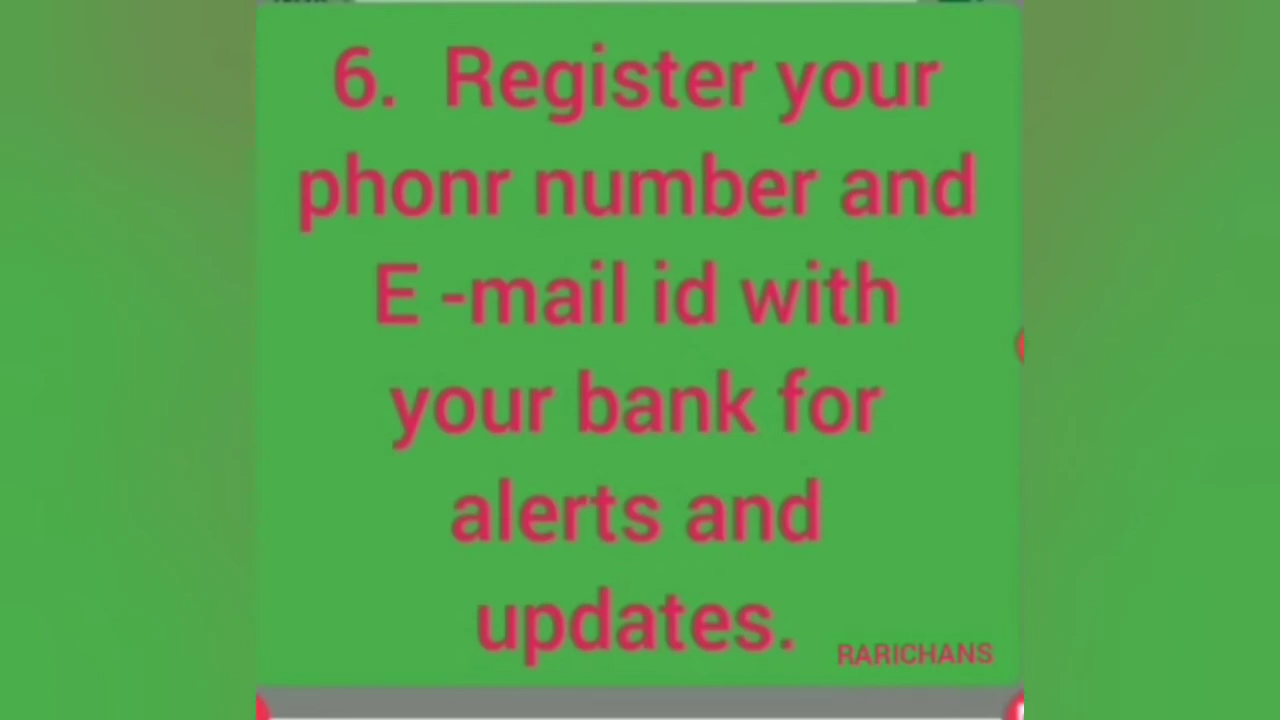 6. Register your
phonr number and
E -mail id with
your bank for
alerts and
updates.
RARICHANS